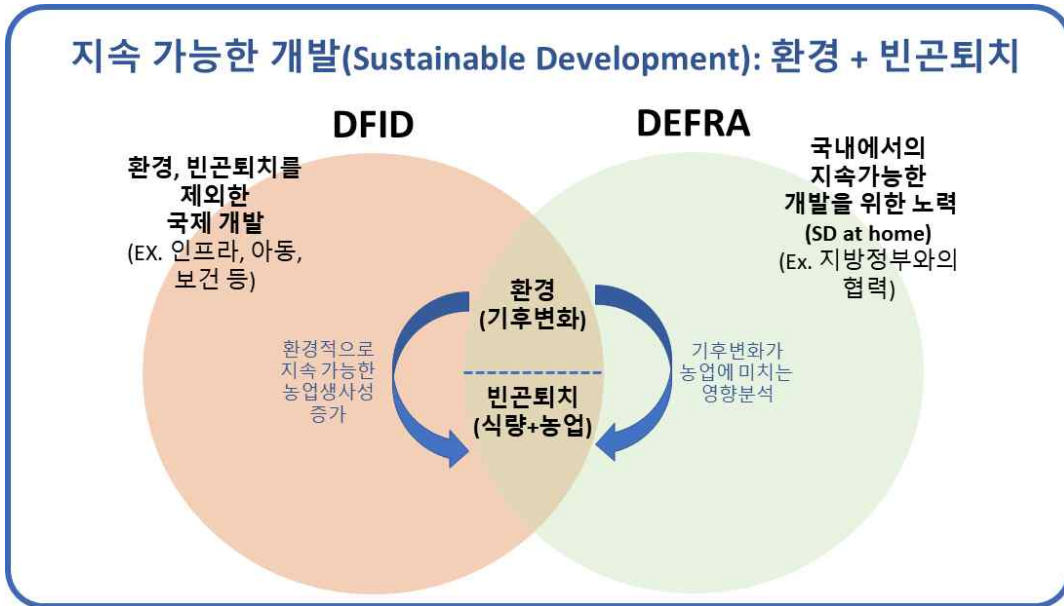 지속 가능한 개발(Sustainable Development): 환경 + 빈곤퇴치
DFID
DEFRA
환경, 빈곤퇴치를
제외한
국제 개발
(EX. 인프라, 아동,
보건 등)
국내에서의
지속가능한
개발을 위한 노력
(SD at home)
(Ex. 지방정부와의
협력)
환경
(기후변화)
환경적으로
지속 가능한
농업생사성
증가
기후변화가
농업에 미치는
영향분석
빈곤퇴치
(식량+농업)